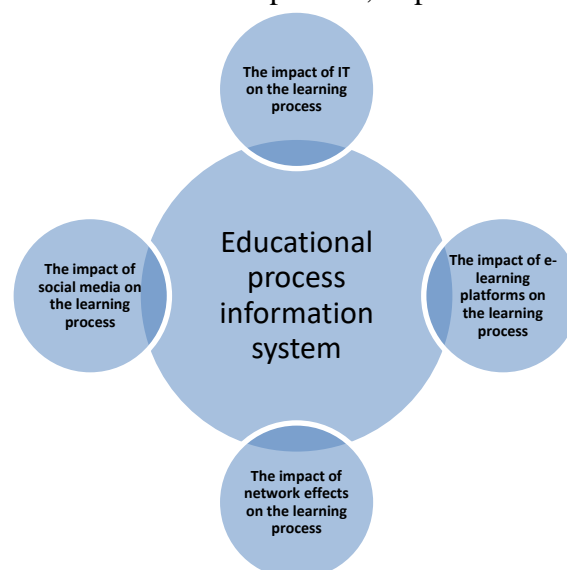 The impact of IT
on the learning
process
Educational
process
information
system
The impact of
social media on
the learning
process
The impact of e-
learning
platforms on
the learning
process
The impact of
network effects
on the learning
process